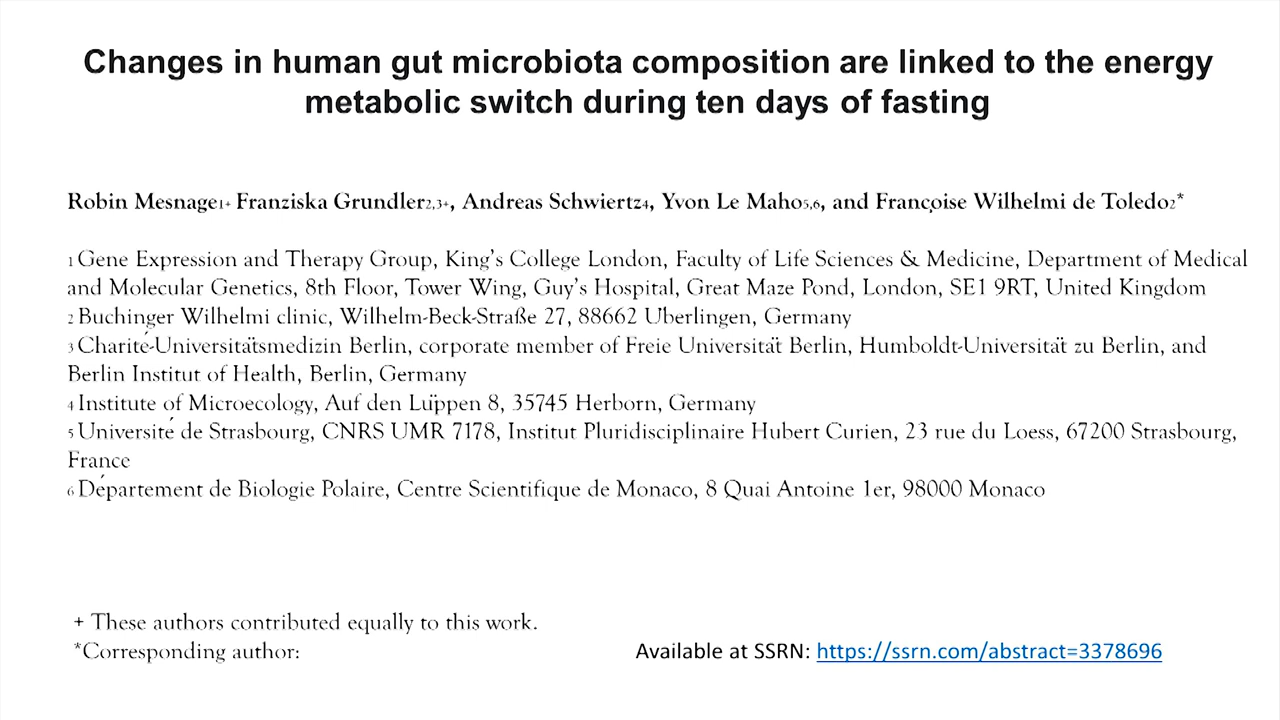 Changes in human gut microbiota composition are linked to the energy
metabolic switch during ten days of fasting
Robin Mesnage1+ Franziska Grundler2,3+, Andreas Schwiertz4, Yvon Le Maho5,6, and Françoise Wilhelmi de Toledo2*
1 Gene Expression and Therapy Group, King's College London, Faculty of Life Sciences & Medicine, Department of Medical
and Molecular Genetics, 8th Floor, Tower Wing, Guy's Hospital, Great Maze Pond, London, SE1 9RT, United Kingdom
2 Buchinger Wilhelmi clinic, Wilhelm-Beck-Straße 27, 88662 Uberlingen, Germany
3 Charité-Universitätsmedizin Berlin, corporate member of Freie Universität Berlin, Humboldt-Universität zu Berlin, and
Berlin Institut of Health, Berlin, Germany
4 Institute of Microecology, Auf den Lüppen 8, 35745 Herborn, Germany
5 Université de Strasbourg, CNRS UMR 7178, Institut Pluridisciplinaire Hubert Curien, 23 rue du Loess, 67200 Strasbourg,
France
6 Département de Biologie Polaire, Centre Scientifique de Monaco, 8 Quai Antoine 1er, 98000 Monaco
+ These authors contributed equally to this work.
*Corresponding author:
Available at SSRN: https://ssrn.com/abstract=3378696